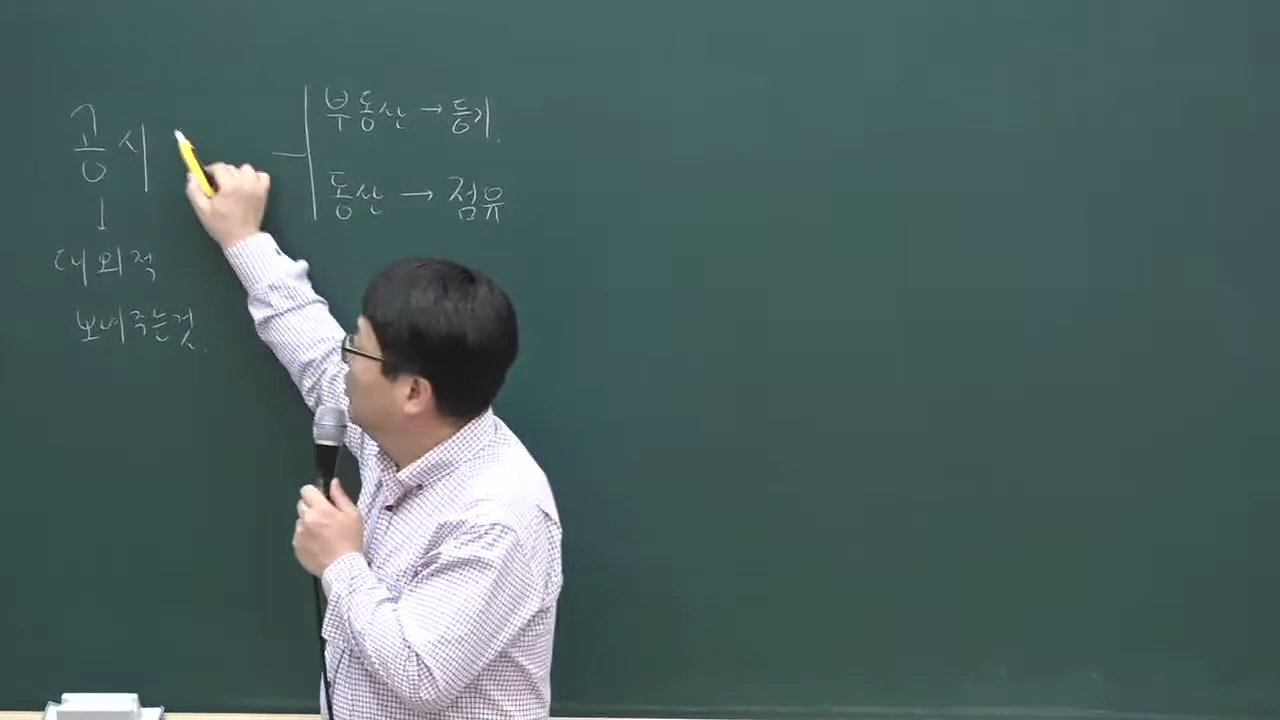 공시
↓
대외적
보여주는것.
부동산 → 등기.
동산 → 점유